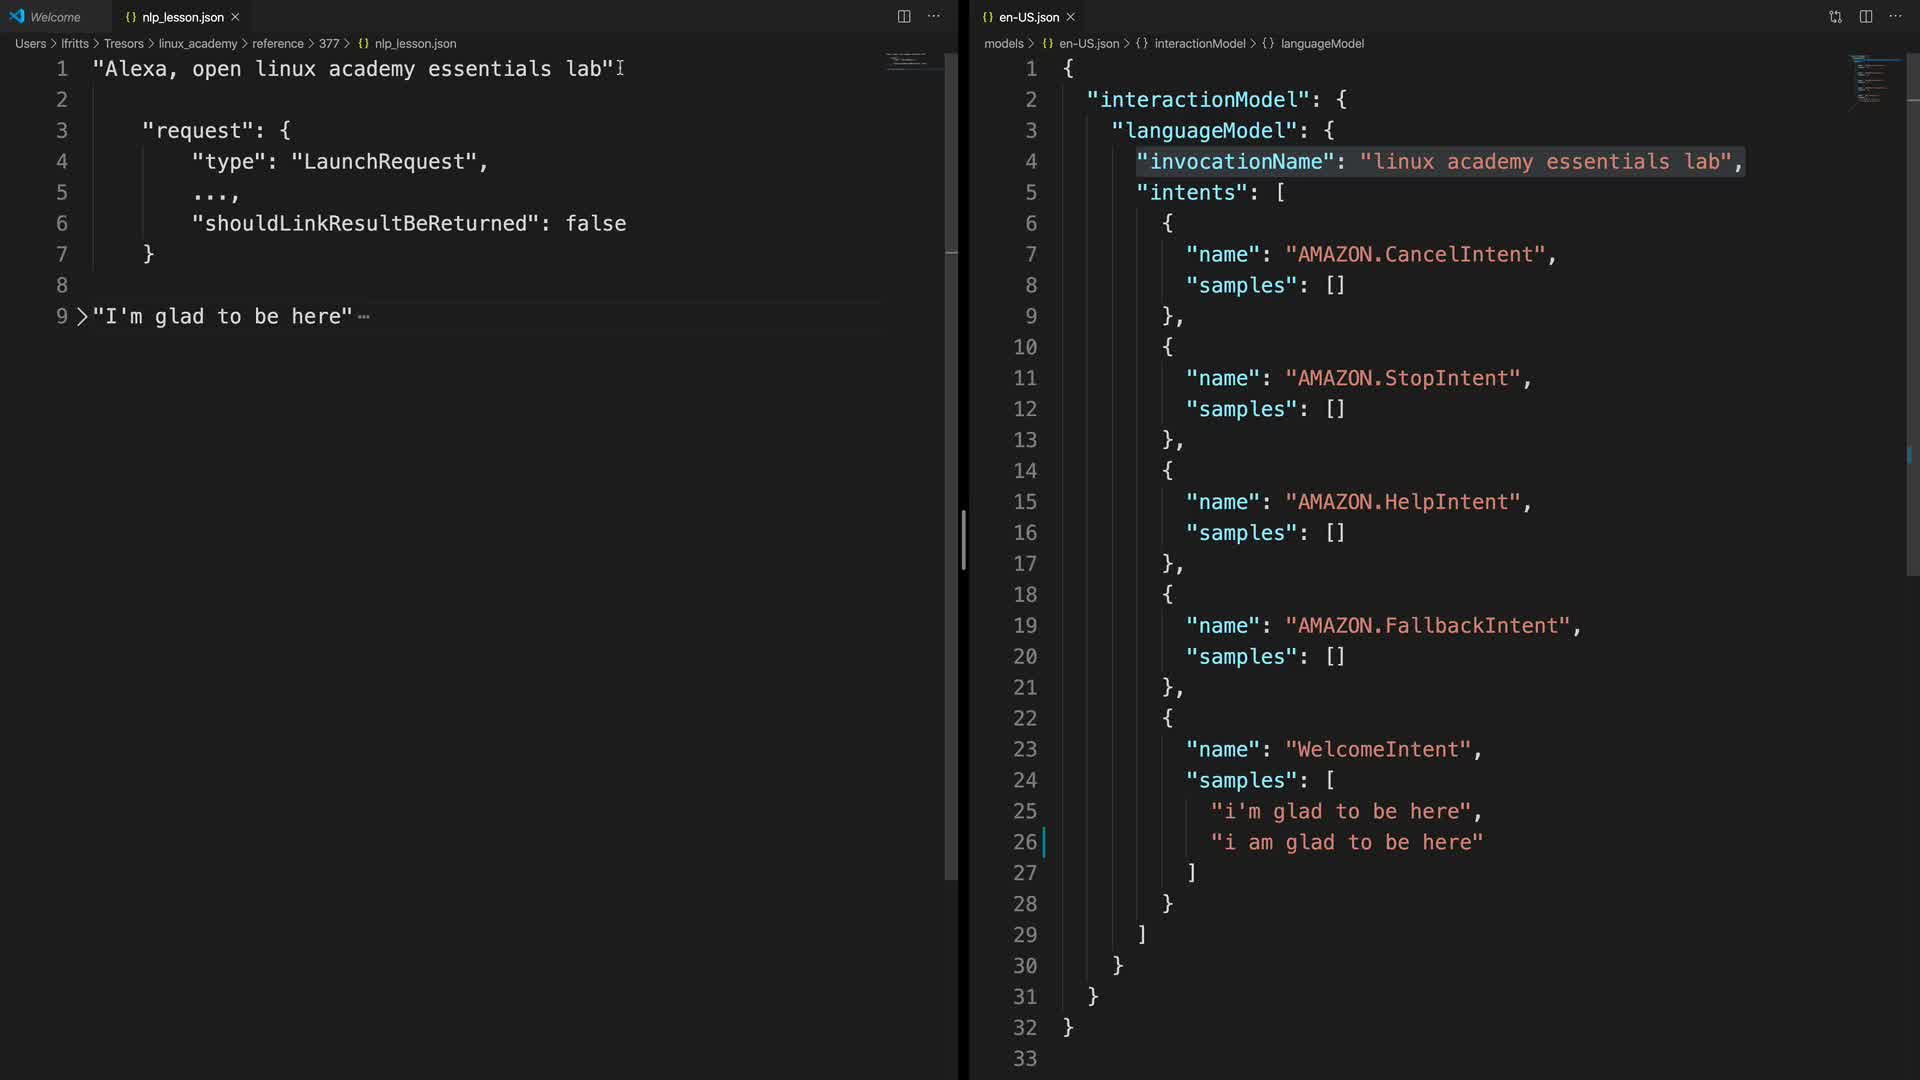 Welcome
{} nlp_lesson.json ×
Users > lfritts > Tresors > linux_academy > reference > 377 > {} nlp_lesson.json
1 "Alexa, open linux academy essentials lab"
2
3 "request": {
4 "type": "LaunchRequest",
5 ...,
6 "shouldLinkResultBeReturned": false
7 }
8
9 >"I'm glad to be here" ⋯
{} en-US.json ×
models > {} en-US.json > {} interactionModel > {} languageModel
1 {
2 "interactionModel": {
3 "languageModel": {
4 "invocationName": "linux academy essentials lab",
5 "intents": [
6 {
7 "name": "AMAZON.CancelIntent",
8 "samples": []
9 },
10 {
11 "name": "AMAZON.StopIntent",
12 "samples": []
13 },
14 {
15 "name": "AMAZON.HelpIntent",
16 "samples": []
17 },
18 {
19 "name": "AMAZON.FallbackIntent",
20 "samples": []
21 },
22 {
23 "name": "WelcomeIntent",
24 "samples": [
25 "i'm glad to be here",
26 "i am glad to be here"
27 ]
28 }
29 ]
30 }
31 }
32 }
33